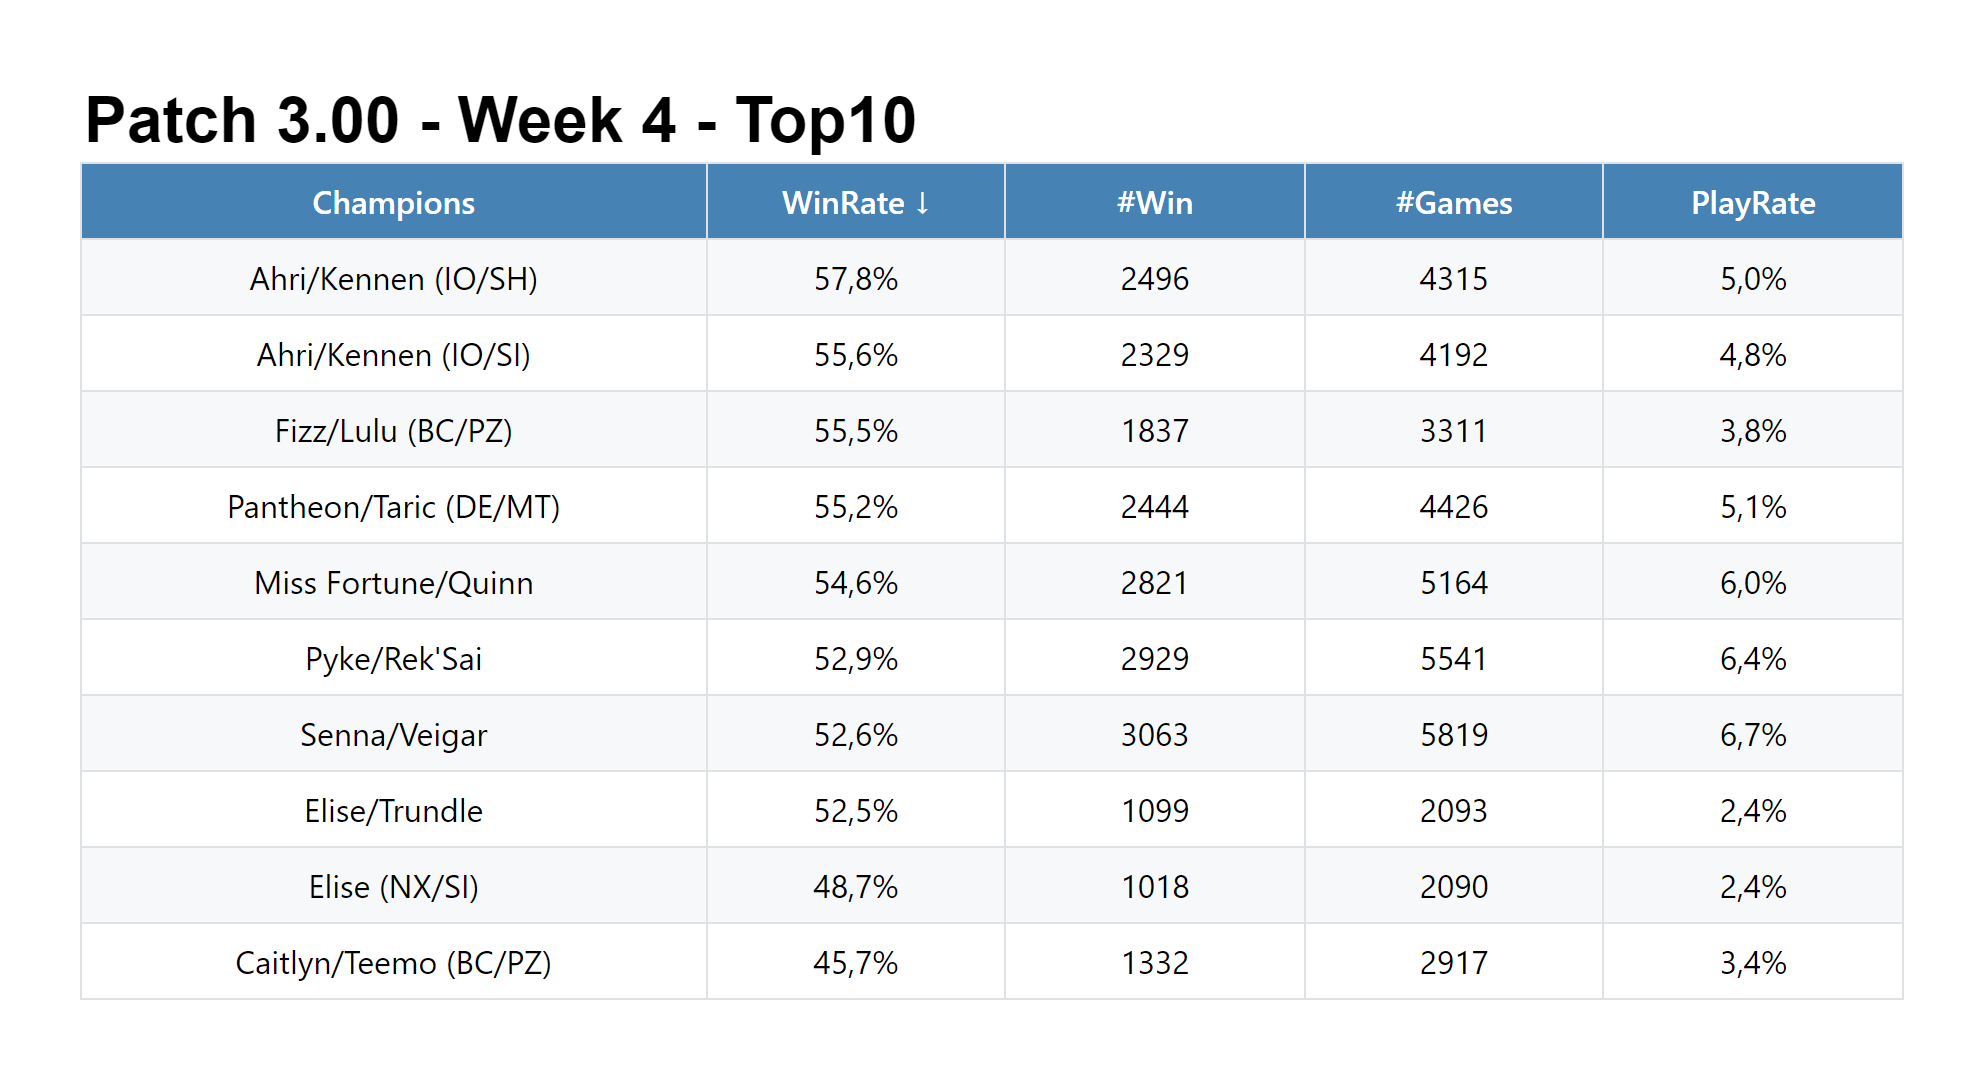 Patch 3.00 - Week 4 - Top10
Champions WinRate ↓ #Win #Games PlayRate
Ahri/Kennen (IO/SH) 57,8% 2496 4315 5,0%
Ahri/Kennen (IO/SI) 55,6% 2329 4192 4,8%
Fizz/Lulu (BC/PZ) 55,5% 1837 3311 3,8%
Pantheon/Taric (DE/MT) 55,2% 2444 4426 5,1%
Miss Fortune/Quinn 54,6% 2821 5164 6,0%
Pyke/Rek'Sai 52,9% 2929 5541 6,4%
Senna/Veigar 52,6% 3063 5819 6,7%
Elise/Trundle 52,5% 1099 2093 2,4%
Elise (NX/SI) 48,7% 1018 2090 2,4%
Caitlyn/Teemo (BC/PZ) 45,7% 1332 2917 3,4%